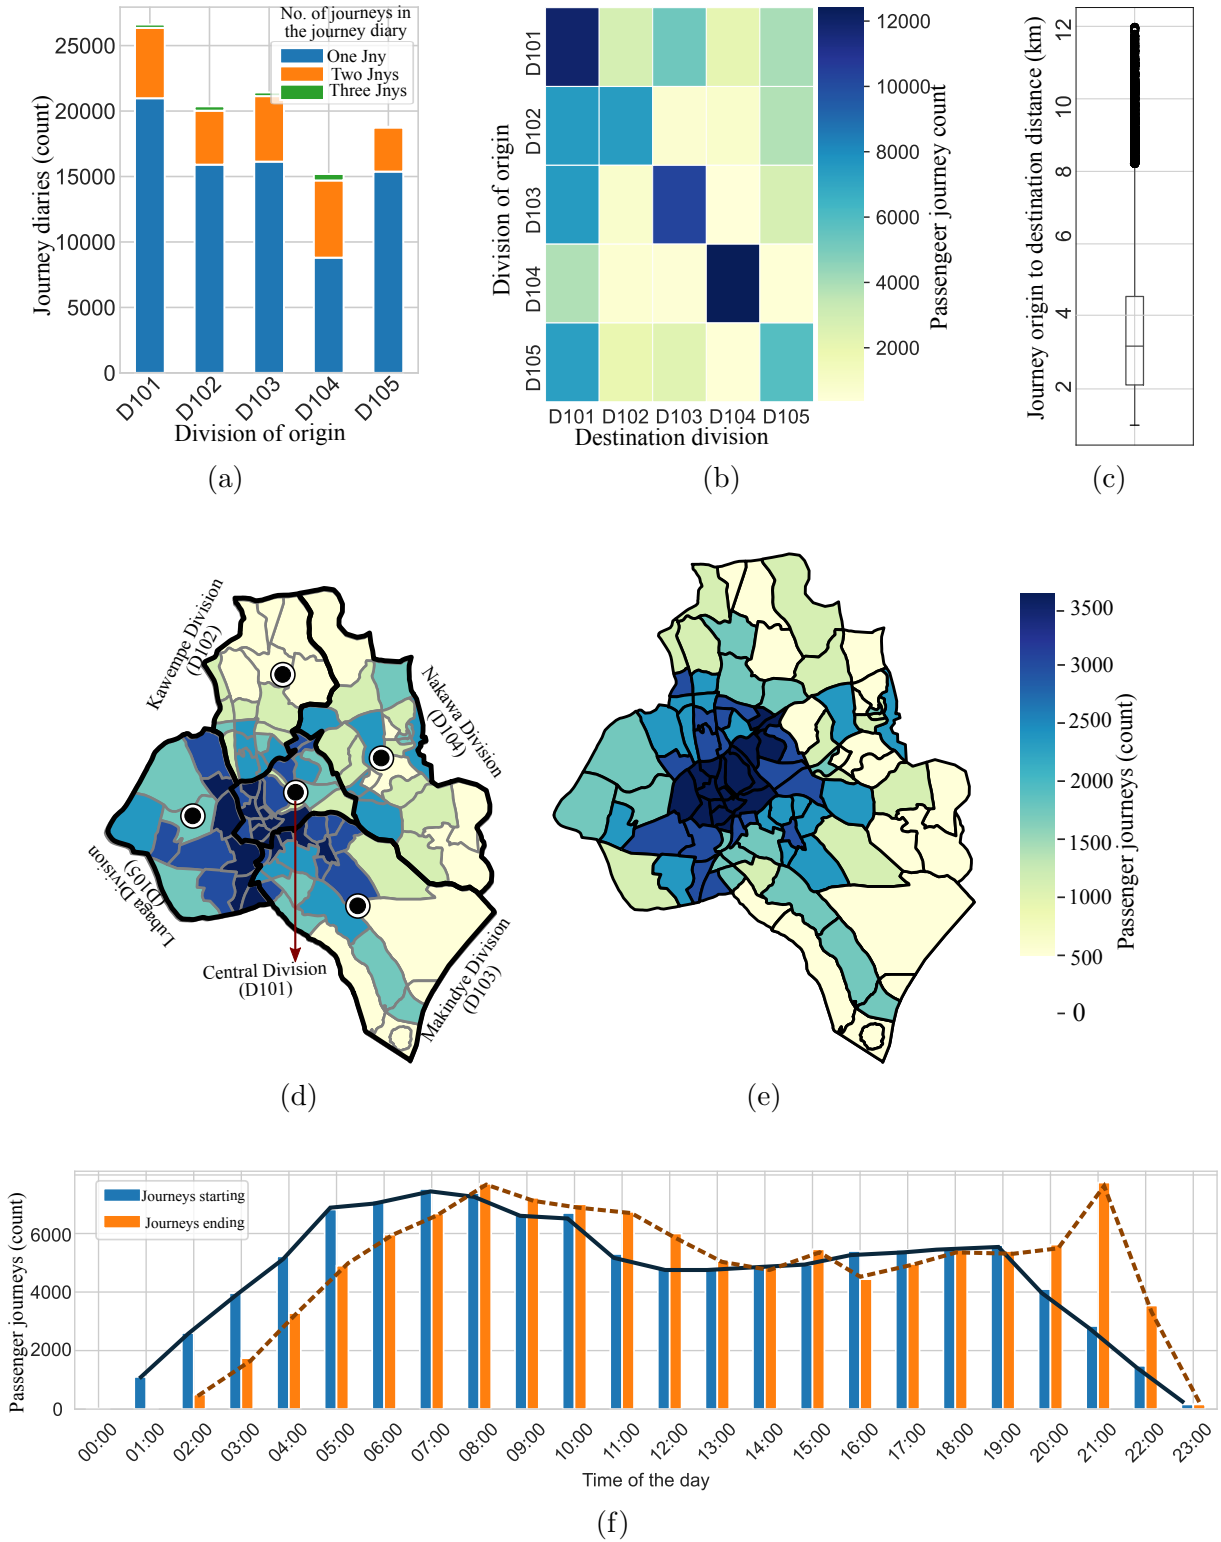 No. of journeys in
the journey diary
One Jny
Two Jnys
Three Jnys
Journey diaries (count)
25000
20000
15000
10000
5000
0
D101
D102
D103
D104
D105
Division of origin
(a)
Division of origin
D101
D102
D103
D104
D105
D101
D102
D103
D104
D105
Destination division
12000
10000
8000
6000
4000
2000
Passengeer journey count
(b)
Journey origin to destination distance (km)
12
10
8
6
4
2
(c)
Kawempe Division
(D102)
Nakawa Division
(D104)
Lubaga Division
(D105)
Central Division
(D101)
Makindye Division
(D103)
(d)
(e)
3500
3000
2500
2000
1500
1000
500
0
Passenger journeys (count)
Passenger journeys (count)
Journeys starting
Journeys ending
6000
4000
2000
0
00:00
01:00
02:00
03:00
04:00
05:00
06:00
07:00
08:00
09:00
10:00
11:00
12:00
13:00
14:00
15:00
16:00
17:00
18:00
19:00
20:00
21:00
22:00
23:00
Time of the day
(f)